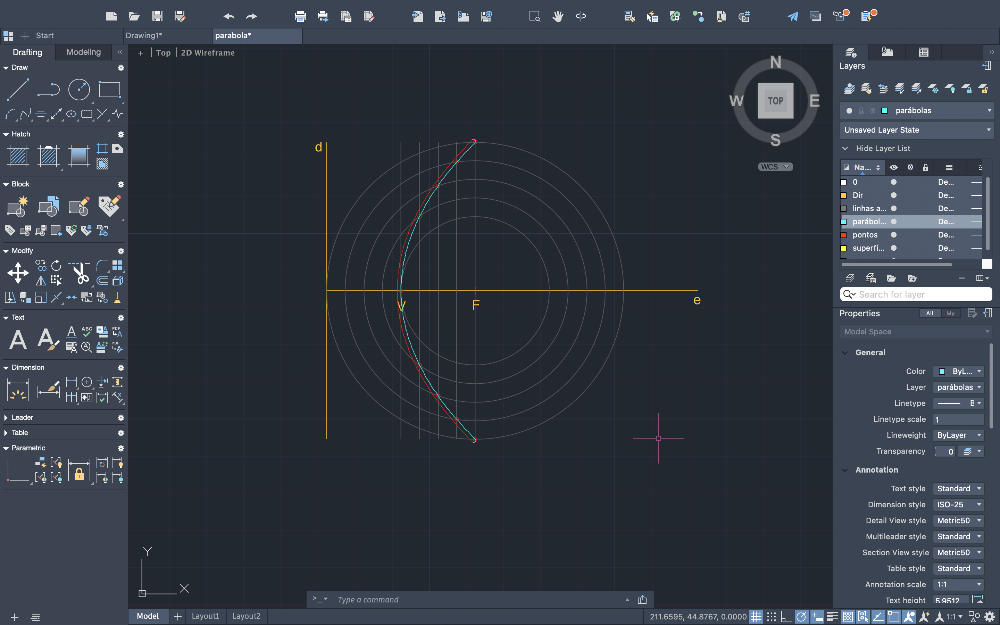 Start
Drawing1*
parabola*
Drafting
Modeling
+
Top
2D Wireframe
Draw
Hatch
Block
Modify
Text
ABC
PDF
PDF
Dimension
Leader
Table
Parametric
N
W
TOP
E
S
WCS
d
V
F
e
Y
X
>_
Type a command
Model
Layout1
Layout2
211.6595, 44.8767, 0.0000
1:1
Layers
parábolas
Unsaved Layer State
Hide Layer List
Na...
0 De...
Dir De...
linhas a... De...
parábol... De...
pontos De...
superfí... De...
Search for layer
Properties
All
My
Model Space
General
Color ByL...
Layer parábolas
Linetype B
Linetype scale 1
Lineweight ByLayer
Transparency 0
Annotation
Text style Standard
Dimension style ISO-25
Detail View style Metric50
Multileader style Standard
Section View style Metric50
Table style Standard
Annotation scale 1:1
Text height 5.9512